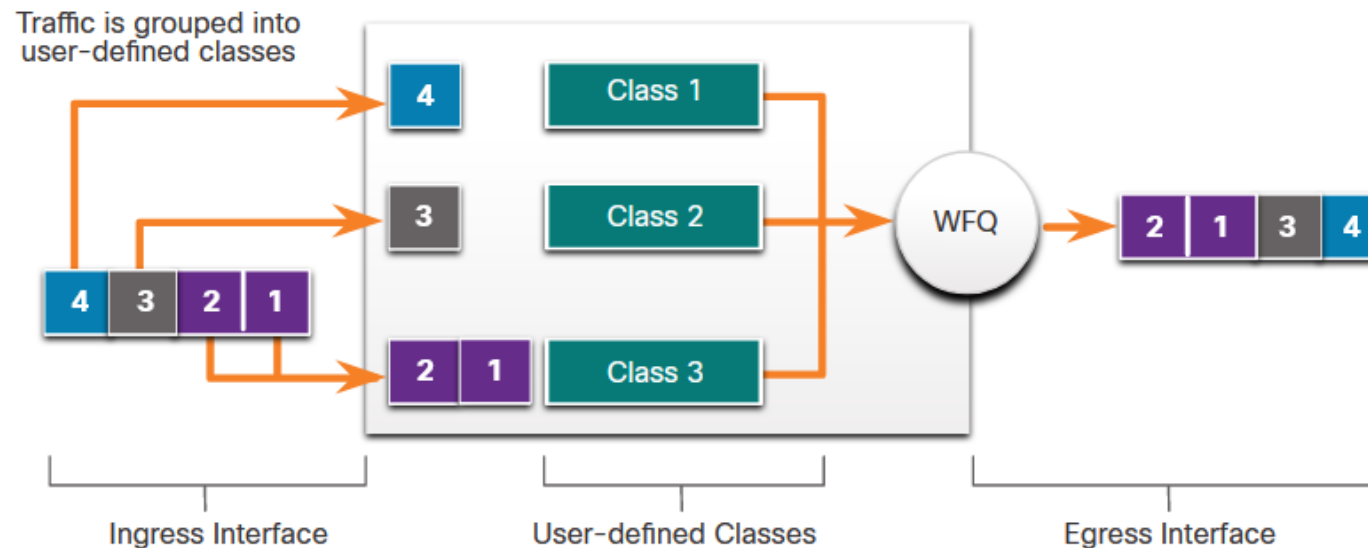 Traffic is grouped into
user-defined classes
4
Class 1
3
Class 2
WFQ
2 1 3 4
4 3 2 1
2 1
Class 3
Ingress Interface
User-defined Classes
Egress Interface